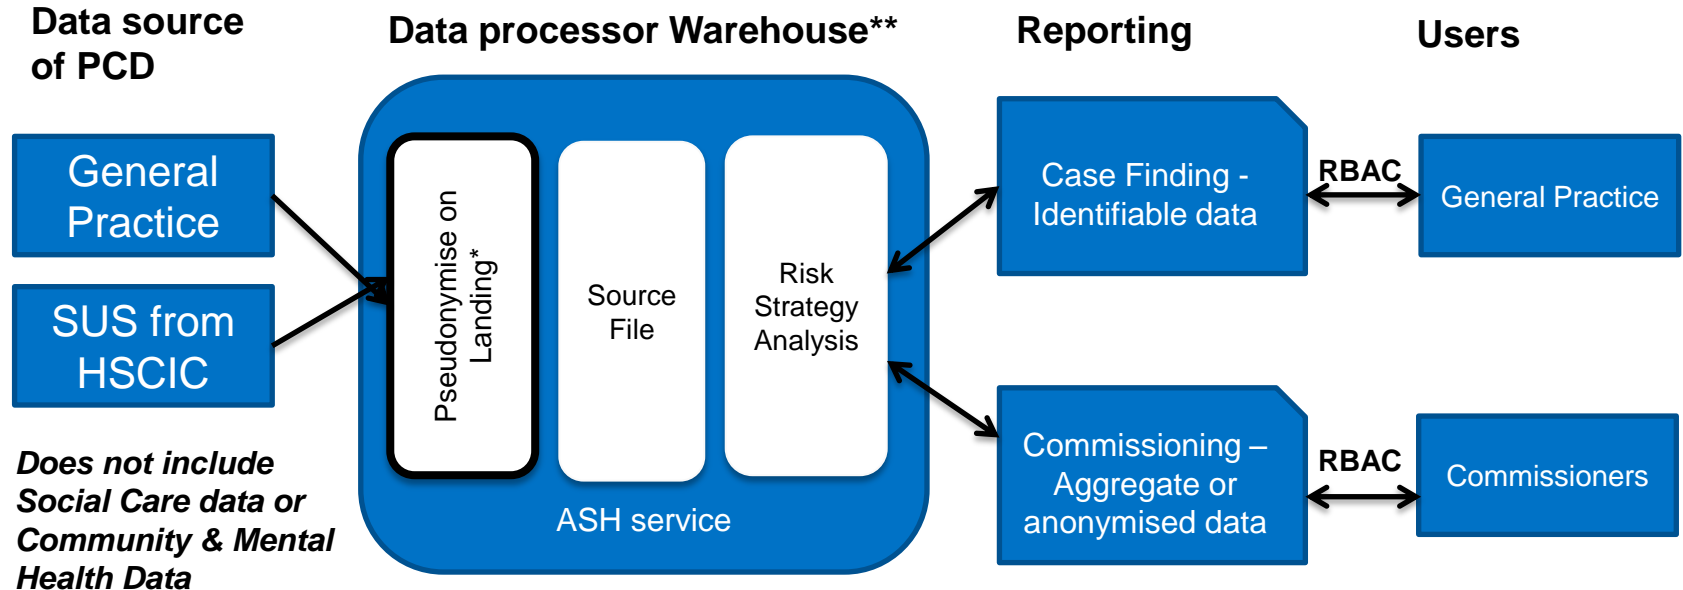 Data source
of PCD
Data processor Warehouse**
Reporting
Users
General
Practice
SUS from
HSCIC
Does not include
Social Care data or
Community & Mental
Health Data
Pseudonymise on
Landing*
Source
File
Risk
Strategy
Analysis
ASH service
Case Finding -
Identifiable data
RBAC
General Practice
Commissioning –
Aggregate or
anonymised data
RBAC
Commissioners